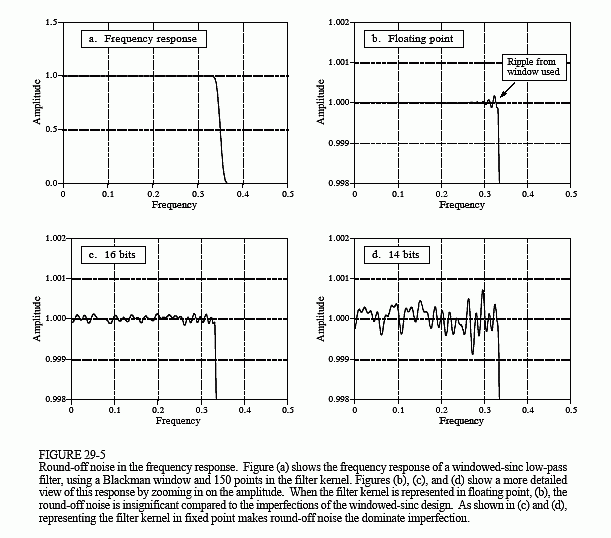 a. Frequency response
1.5
1.0
0.5
0.0
Amplitude
0 0.1 0.2 0.3 0.4 0.5
Frequency
b. Floating point
Ripple from
window used
1.002
1.001
1.000
0.999
0.998
Amplitude
0 0.1 0.2 0.3 0.4 0.5
Frequency
c. 16 bits
1.002
1.001
1.000
0.999
0.998
Amplitude
0 0.1 0.2 0.3 0.4 0.5
Frequency
d. 14 bits
1.002
1.001
1.000
0.999
0.998
Amplitude
0 0.1 0.2 0.3 0.4 0.5
Frequency
FIGURE 29-5
Round-off noise in the frequency response. Figure (a) shows the frequency response of a windowed-sinc low-pass
filter, using a Blackman window and 150 points in the filter kernel. Figures (b), (c), and (d) show a more detailed
view of this response by zooming in on the amplitude. When the filter kernel is represented in floating point, (b), the
round-off noise is insignificant compared to the imperfections of the windowed-sinc design. As shown in (c) and (d),
representing the filter kernel in fixed point makes round-off noise the dominate imperfection.